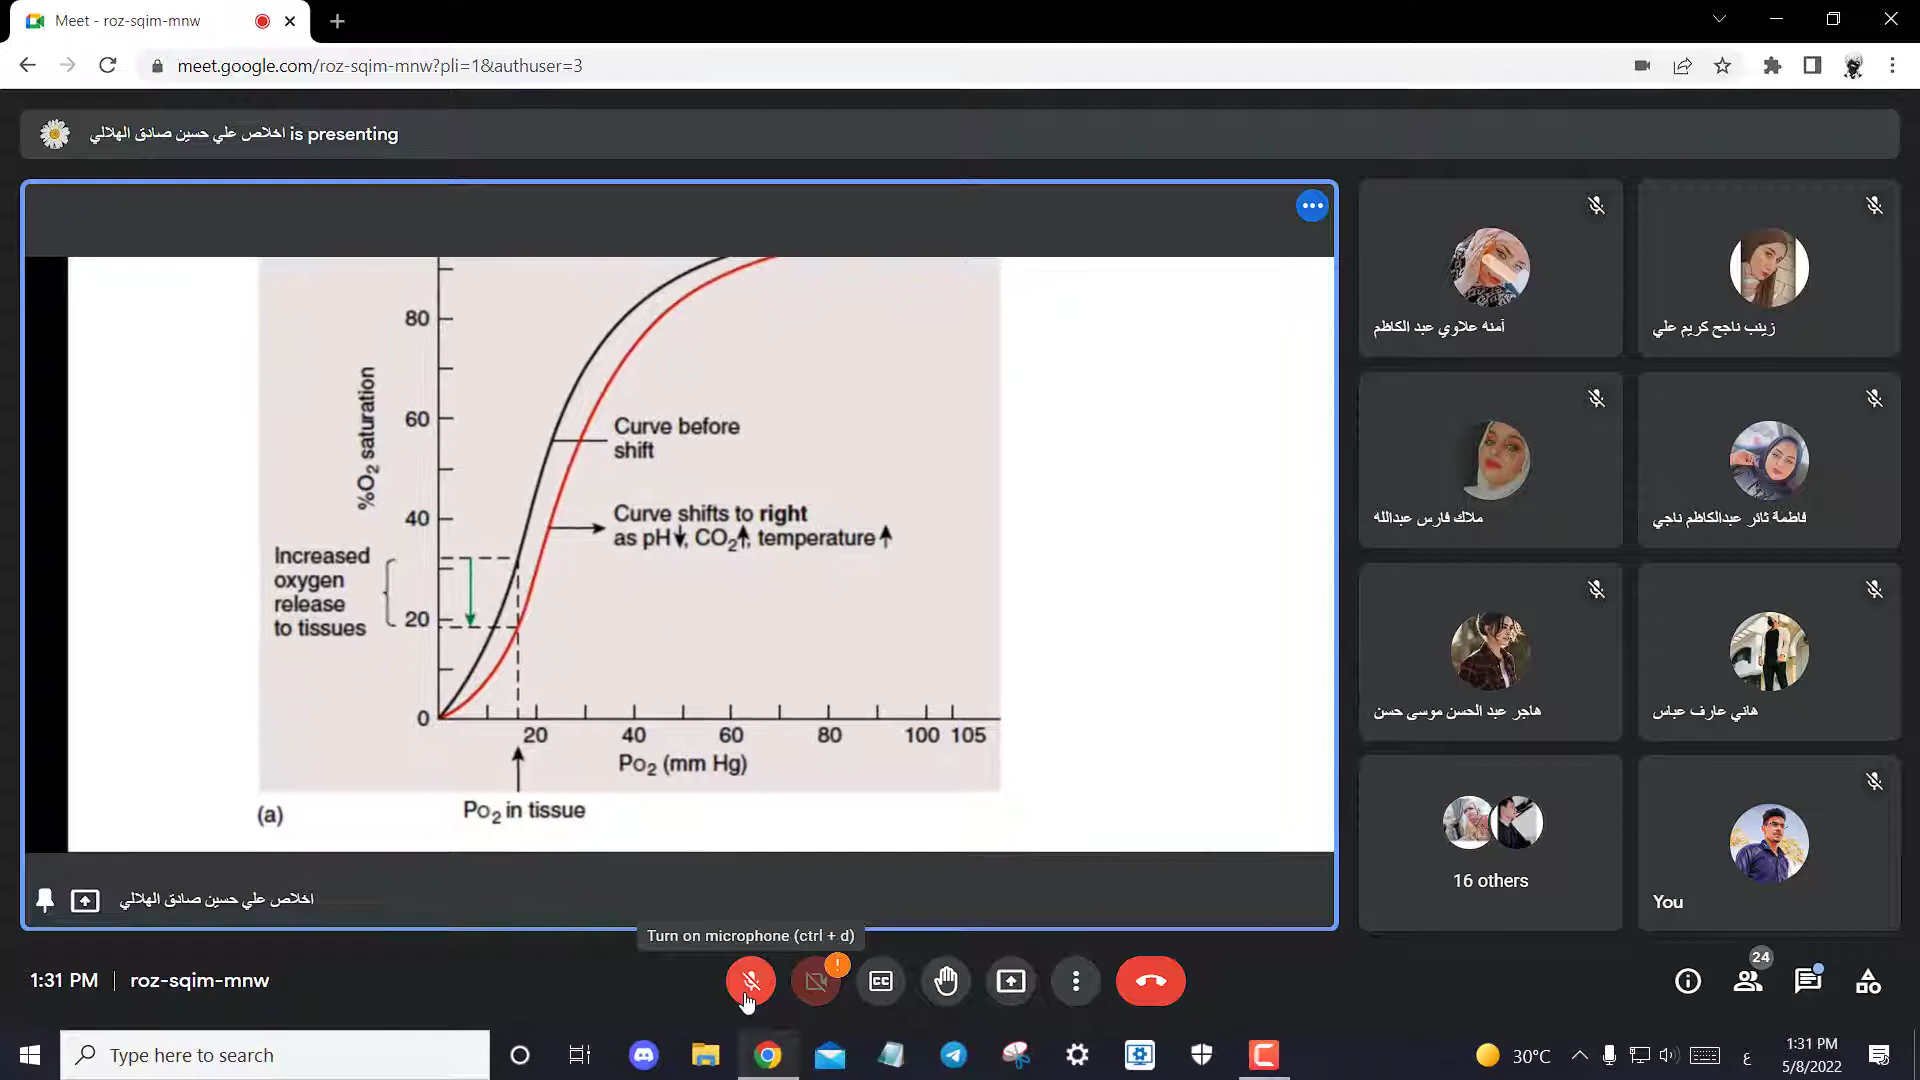 Meet - roz-sqim-mnw
meet.google.com/roz-sqim-mnw?pli=1&authuser=3
اخلاص علي حسين صادق الهلالي is presenting
80
60
40
20
0
%O2 saturation
Curve before
shift
Curve shifts to right
as pH↓, CO2↑, temperature↑
Increased
oxygen
release
to tissues
20 40 60 80 100 105
Po2 (mm Hg)
(a)
Po2 in tissue
اخلاص علي حسين صادق الهلالي
آمنه علاوي عبد الكاظم
زينب ناجح كريم علي
ملاك فارس عبدالله
فاطمة ثائر عبدالكاظم ناجي
هاجر عبد الحسن موسى حسن
هاني عارف عباس
16 others
You
Turn on microphone (ctrl + d)
1:31 PM | roz-sqim-mnw
!
CC
24
Type here to search
30°C
ع
1:31 PM
5/8/2022